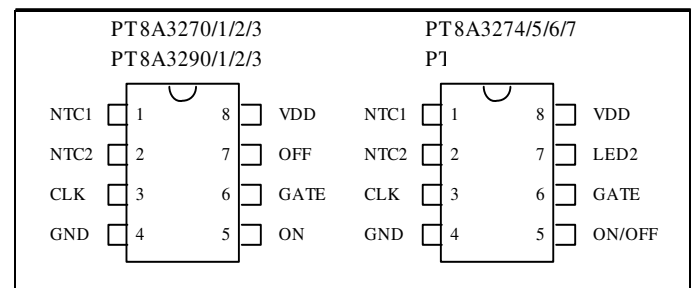 PT8A3270/1/2/3
PT8A3290/1/2/3
NTC1 1 8 VDD
NTC2 2 7 OFF
CLK 3 6 GATE
GND 4 5 ON
PT8A3274/5/6/7
NTC1 1 8 VDD
NTC2 2 7 LED2
CLK 3 6 GATE
GND 4 5 ON/OFF